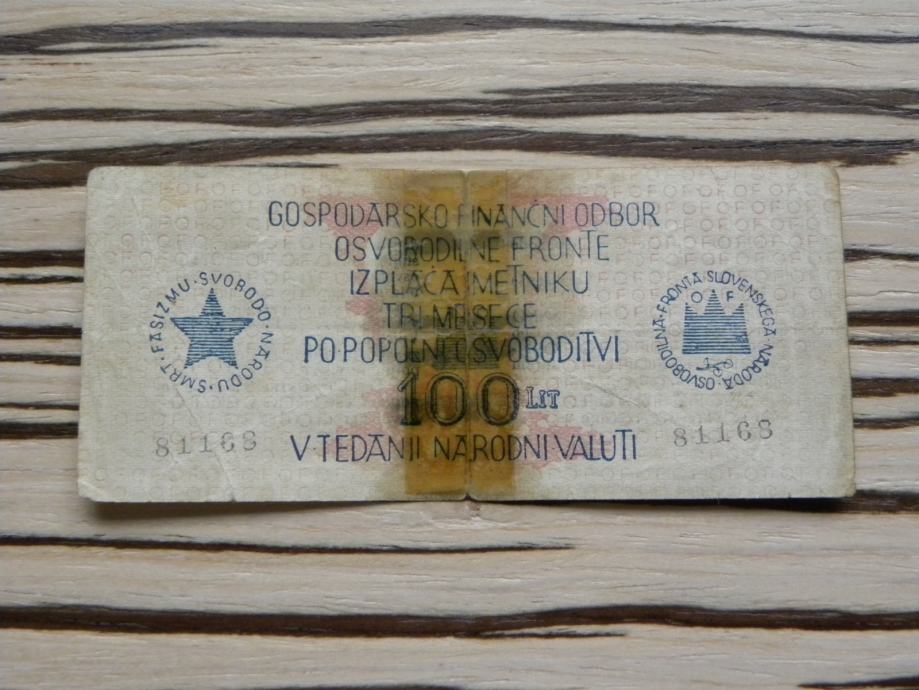 GOSPODARSKO FINANČNI ODBOR
OSVOBODILNE FRONTE
IZPLAČA IMETNIKU
TRI MESECE
PO·POPOLNI OSVOBODITVI
100 LIT
V·TEDANJI NARODNI·VALUTI
SMRT·FAŠIZMU·SVOBODO·NARODU·
OSVOBODILNA·FRONTA·SLOVENSKEGA NARODA·
OF
81168
81168